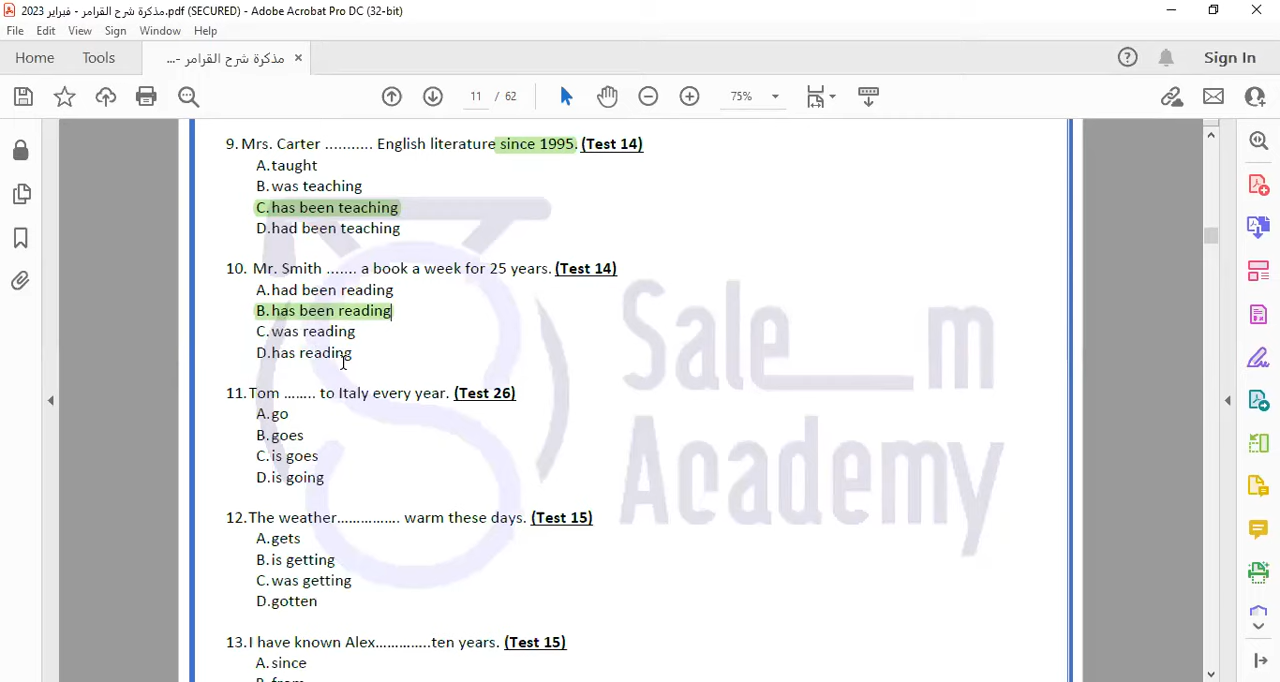 مذكرة شرح القرامر - فبراير 2023.pdf (SECURED) - Adobe Acrobat Pro DC (32-bit)
File Edit View Sign Window Help
Home Tools مذكرة شرح القرامر -... × Sign In
11 / 62 75%
9. Mrs. Carter ........... English literature since 1995. (Test 14)
A. taught
B. was teaching
C. has been teaching
D. had been teaching
10. Mr. Smith ....... a book a week for 25 years. (Test 14)
A. had been reading
B. has been reading
C. was reading
D. has reading
11. Tom ........ to Italy every year. (Test 26)
A. go
B. goes
C. is goes
D. is going
12. The weather................ warm these days. (Test 15)
A. gets
B. is getting
C. was getting
D. gotten
13. I have known Alex..............ten years. (Test 15)
A. since
B. from
Sale__m
Academy